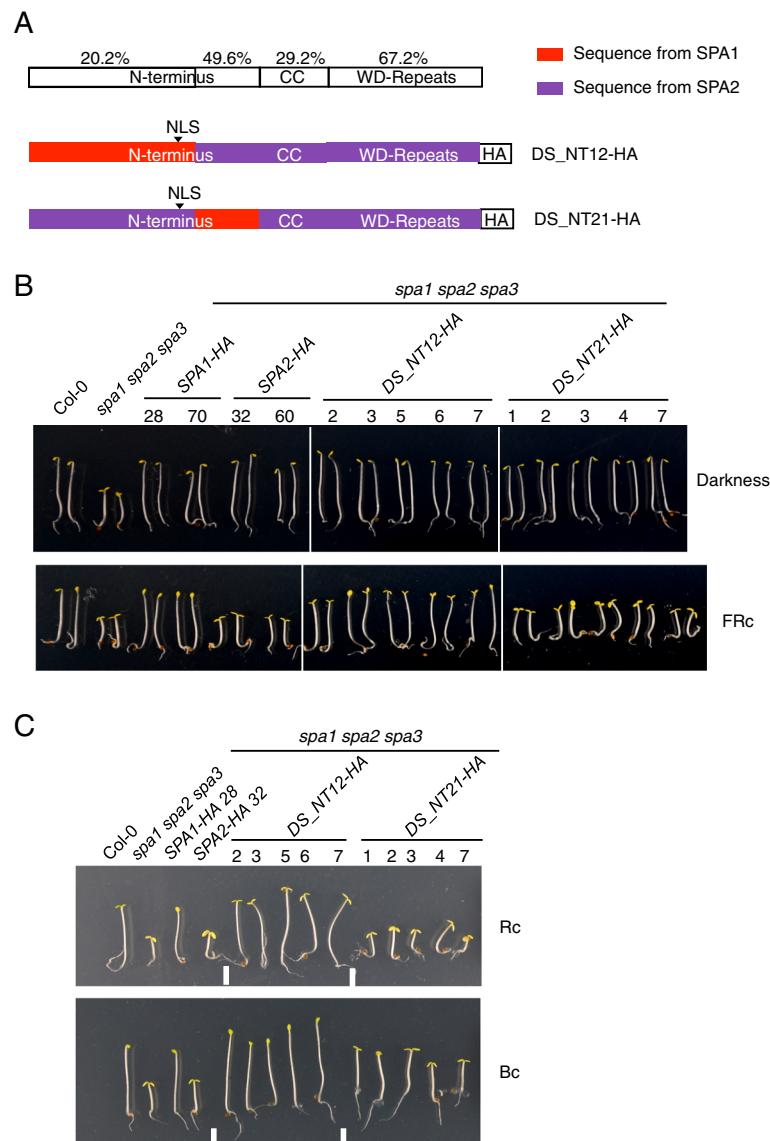 A
20.2% 49.6% 29.2% 67.2%
N-terminus CC WD-Repeats
Sequence from SPA1
Sequence from SPA2
NLS
N-terminus CC WD-Repeats HA DS_NT12-HA
NLS
N-terminus CC WD-Repeats HA DS_NT21-HA
B
spa1 spa2 spa3
Col-0 spa1 spa2 spa3 SPA1-HA SPA2-HA DS_NT12-HA DS_NT21-HA
28 70 32 60 2 3 5 6 7 1 2 3 4 7
Darkness
FRc
C
spa1 spa2 spa3
Col-0 spa1 spa2 spa3 SPA1-HA 28 SPA2-HA 32 DS_NT12-HA DS_NT21-HA
2 3 5 6 7 1 2 3 4 7
Rc
Bc